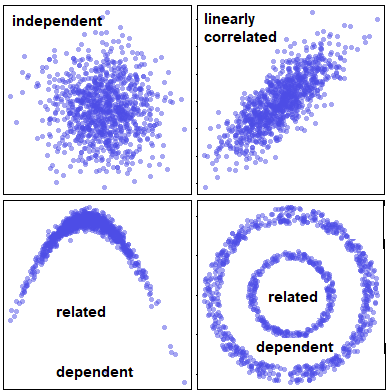 independent
linearly
correlated
related
dependent
related
dependent